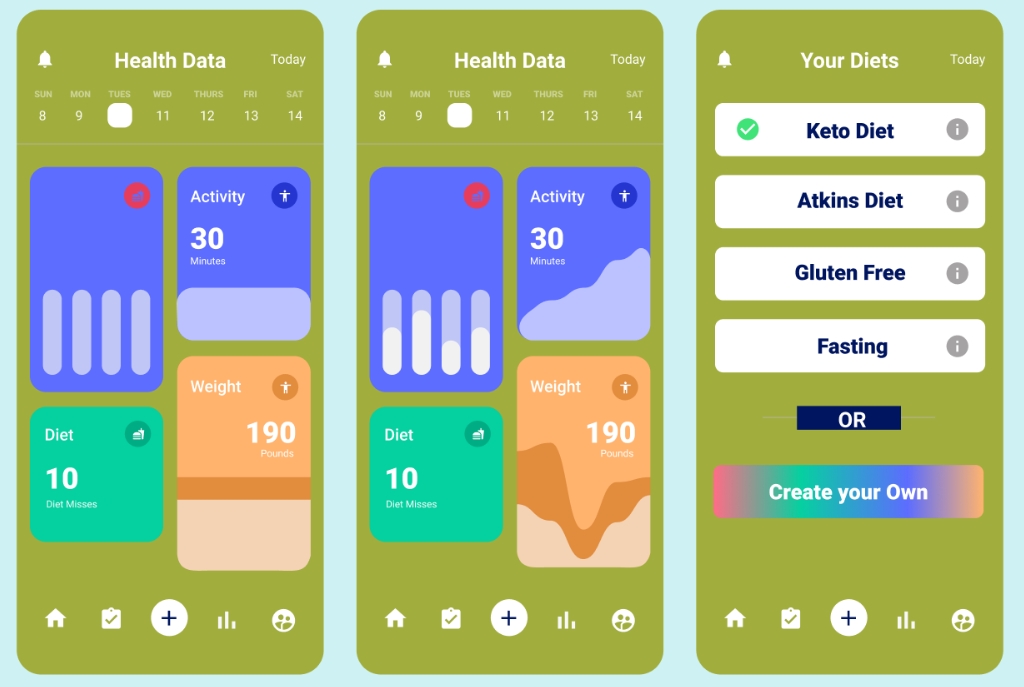 Health Data
Today
SUN MON TUES WED THURS FRI SAT
8 9 11 12 13 14
Activity
30
Minutes
Weight
190
Pounds
Diet
10
Diet Misses
Health Data
Today
SUN MON TUES WED THURS FRI SAT
8 9 11 12 13 14
Activity
30
Minutes
Weight
190
Pounds
Diet
10
Diet Misses
Your Diets
Today
Keto Diet
Atkins Diet
Gluten Free
Fasting
OR
Create your Own